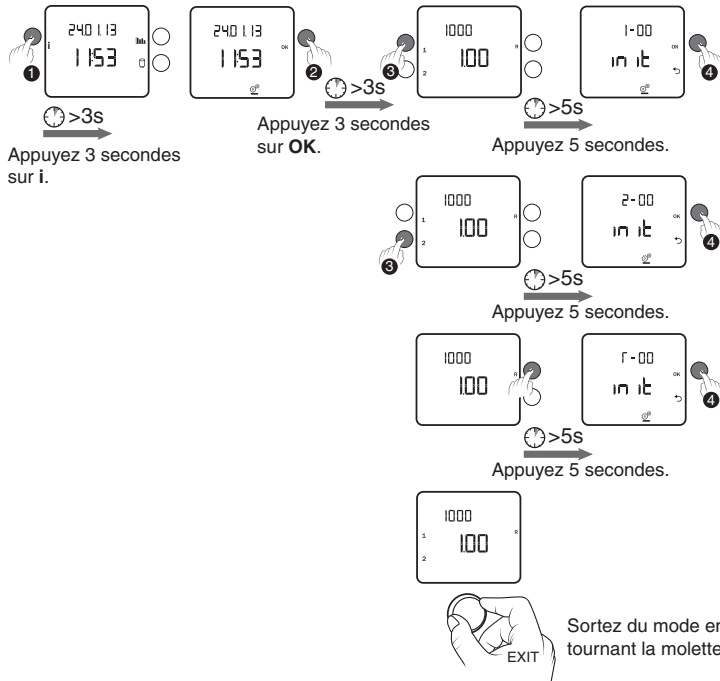 24.01.13
i
11:53
1
>3s
Appuyez 3 secondes
sur i.
24.01.13
11:53
OK
2
>3s
Appuyez 3 secondes
sur OK.
1000
1
1.00
R
2
3
>5s
Appuyez 5 secondes.
1-00
init
OK
4
1000
1
1.00
R
2
3
>5s
Appuyez 5 secondes.
2-00
init
OK
4
1000
1.00
R
>5s
Appuyez 5 secondes.
r-00
init
OK
4
1000
1
1.00
R
2
EXIT
Sortez du mode en
tournant la molette